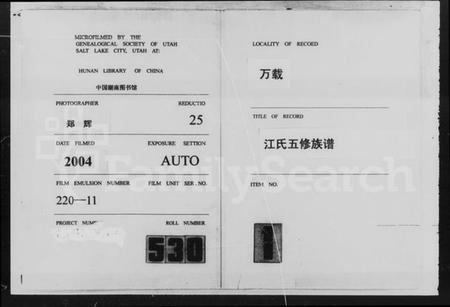 MICROFILMED BY THE
GENEALOGICAL SOCIETY OF UTAH
SALT LAKE CITY, UTAH AT:
HUNAN LIBRARY OF CHINA
中国湖南图书馆
PHOTOGRAPHER REDUCTIO
郑辉 25
DATE FILMED EXPOSURE SETTION
2004 AUTO
FILM EMULSION NUMBER FILM UNIT SER. NO.
220—11
PROJECT NUMB ROLL NUMBER
530
LOCALITY OF RECORD
万载
TITLE OF RECORD
江氏五修族谱
ITEM NO.
1
FamilySearch